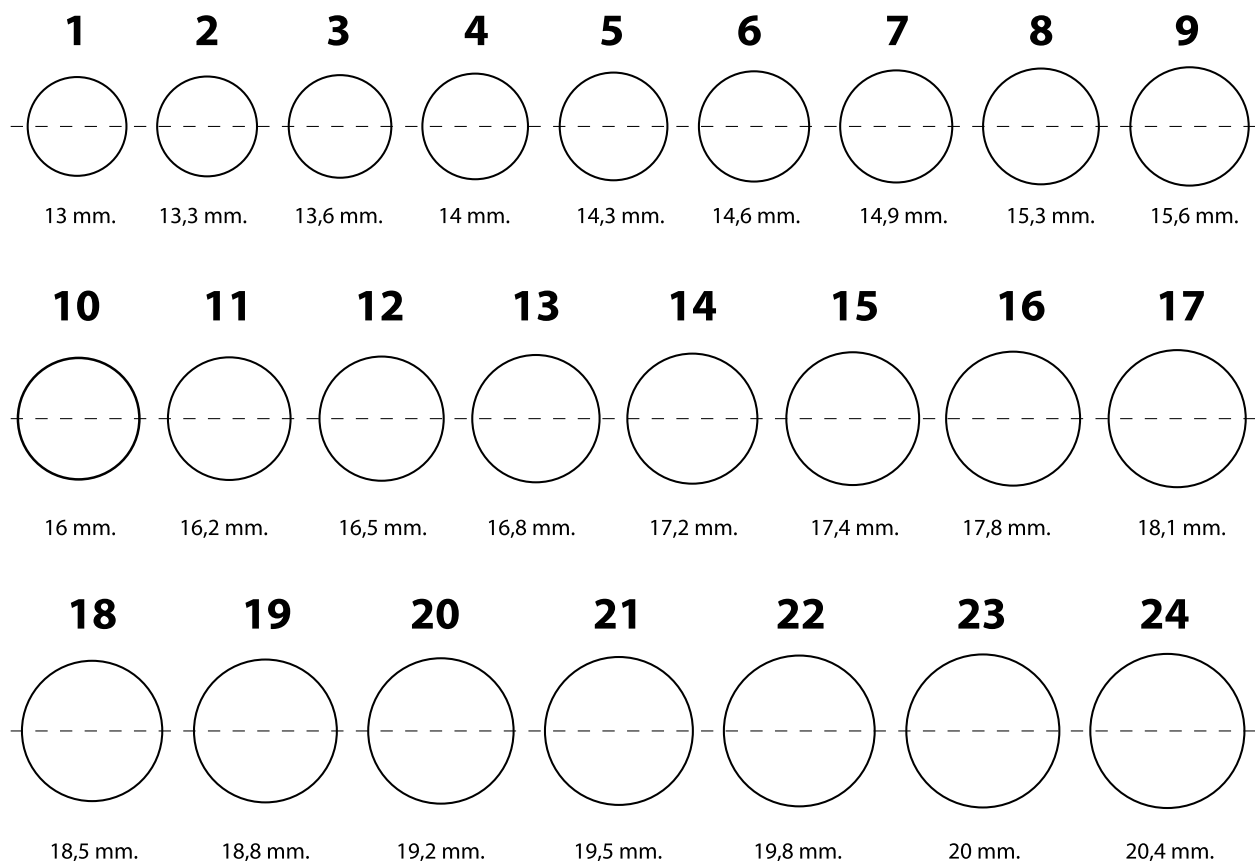 1 2 3 4 5 6 7 8 9
13 mm. 13,3 mm. 13,6 mm. 14 mm. 14,3 mm. 14,6 mm. 14,9 mm. 15,3 mm. 15,6 mm.
10 11 12 13 14 15 16 17
16 mm. 16,2 mm. 16,5 mm. 16,8 mm. 17,2 mm. 17,4 mm. 17,8 mm. 18,1 mm.
18 19 20 21 22 23 24
18,5 mm. 18,8 mm. 19,2 mm. 19,5 mm. 19,8 mm. 20 mm. 20,4 mm.